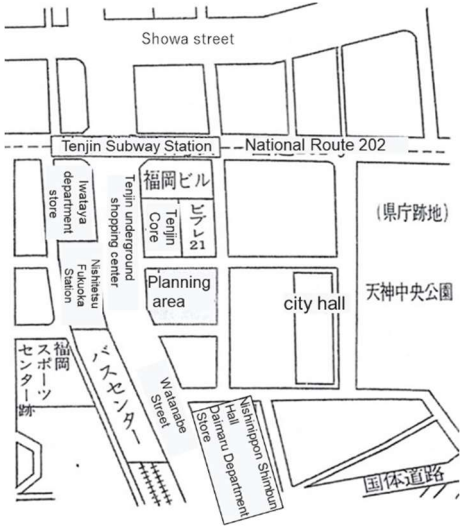 Showa street
Tenjin Subway Station
National Route 202
Iwataya
department
store
Tenjin underground
shopping center
福岡ビル
Tenjin
Core
ビブレ
21
(県庁跡地)
Nishitetsu
Fukuoka
Station
Planning
area
city hall
天神中央公園
福岡
スポーツ
センター跡
バスセンター
Watanabe
Street
Nishinippon Shimbun
Hall
Daimaru Department
Store
国体道路